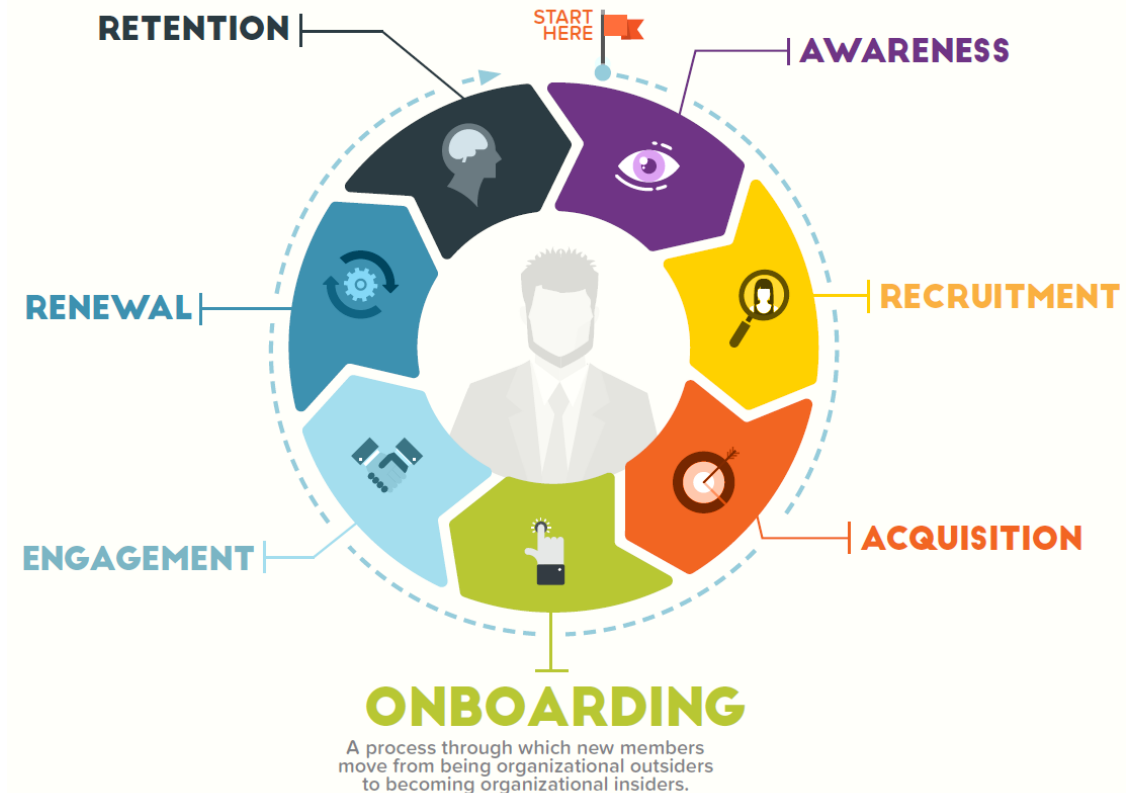 START
HERE
AWARENESS
RECRUITMENT
ACQUISITION
ONBOARDING
A process through which new members
move from being organizational outsiders
to becoming organizational insiders.
ENGAGEMENT
RENEWAL
RETENTION